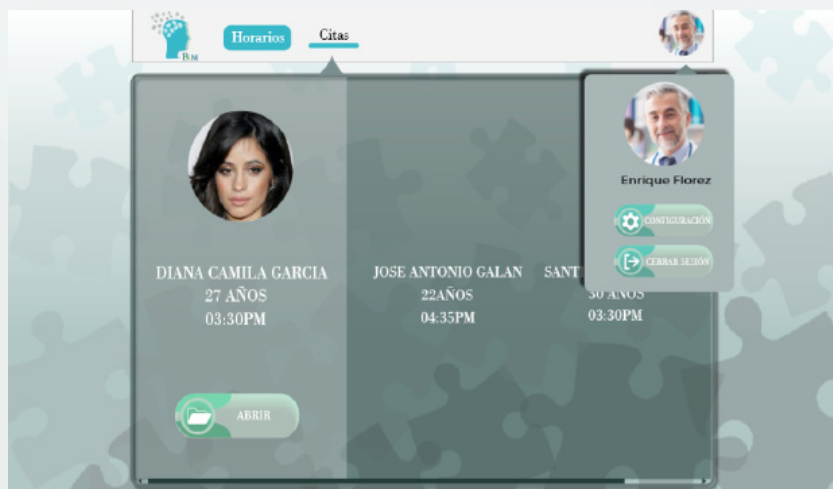 Horarios
Citas
Enrique Florez
CONFIGURACIÓN
CERRAR SESIÓN
DIANA CAMILA GARCIA
27 AÑOS
03:30PM
JOSE ANTONIO GALAN
22AÑOS
04:35PM
30 AÑOS
03:30PM
ABRIR